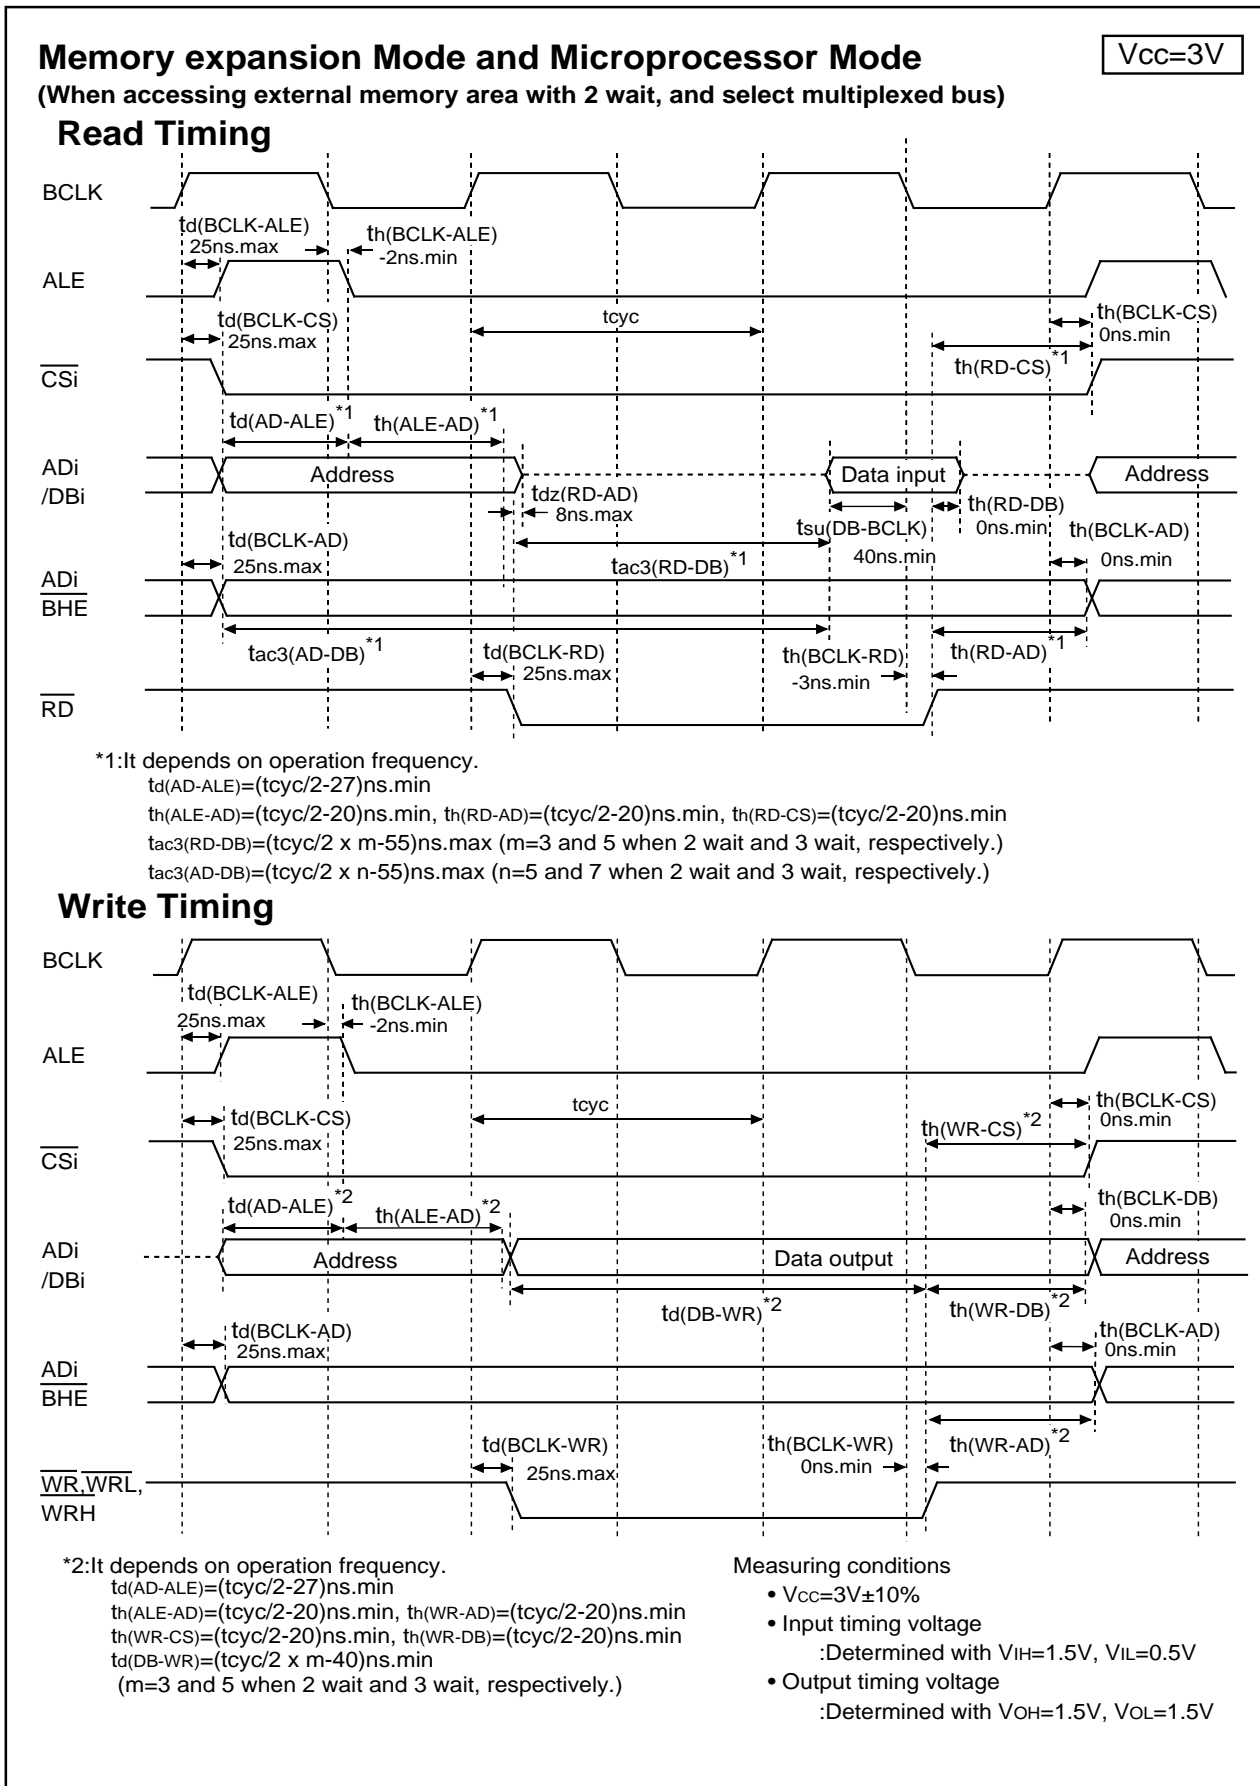 Memory expansion Mode and Microprocessor Mode
Vcc=3V
(When accessing external memory area with 2 wait, and select multiplexed bus)
Read Timing
BCLK
td(BCLK-ALE)
25ns.max
th(BCLK-ALE)
-2ns.min
ALE
td(BCLK-CS)
25ns.max
tcyc
th(BCLK-CS)
0ns.min
th(RD-CS)*1
CSi
td(AD-ALE)*1
th(ALE-AD)*1
ADi
/DBi
Address
Data input
Address
tdz(RD-AD)
8ns.max
tsu(DB-BCLK)
40ns.min
th(RD-DB)
0ns.min
td(BCLK-AD)
25ns.max
tac3(RD-DB)*1
th(BCLK-AD)
0ns.min
ADi
BHE
tac3(AD-DB)*1
td(BCLK-RD)
25ns.max
th(BCLK-RD)
-3ns.min
th(RD-AD)*1
RD
*1:It depends on operation frequency.
td(AD-ALE)=(tcyc/2-27)ns.min
th(ALE-AD)=(tcyc/2-20)ns.min, th(RD-AD)=(tcyc/2-20)ns.min, th(RD-CS)=(tcyc/2-20)ns.min
tac3(RD-DB)=(tcyc/2 x m-55)ns.max (m=3 and 5 when 2 wait and 3 wait, respectively.)
tac3(AD-DB)=(tcyc/2 x n-55)ns.max (n=5 and 7 when 2 wait and 3 wait, respectively.)
Write Timing
BCLK
td(BCLK-ALE)
25ns.max
th(BCLK-ALE)
-2ns.min
ALE
td(BCLK-CS)
25ns.max
tcyc
th(BCLK-CS)
0ns.min
th(WR-CS)*2
CSi
td(AD-ALE)*2
th(ALE-AD)*2
th(BCLK-DB)
0ns.min
ADi
/DBi
Address
Data output
Address
td(DB-WR)*2
th(WR-DB)*2
td(BCLK-AD)
25ns.max
th(BCLK-AD)
0ns.min
ADi
BHE
td(BCLK-WR)
25ns.max
th(BCLK-WR)
0ns.min
th(WR-AD)*2
WR,WRL,
WRH
*2:It depends on operation frequency.
td(AD-ALE)=(tcyc/2-27)ns.min
th(ALE-AD)=(tcyc/2-20)ns.min, th(WR-AD)=(tcyc/2-20)ns.min
th(WR-CS)=(tcyc/2-20)ns.min, th(WR-DB)=(tcyc/2-20)ns.min
td(DB-WR)=(tcyc/2 x m-40)ns.min
(m=3 and 5 when 2 wait and 3 wait, respectively.)
Measuring conditions
• VCC=3V±10%
• Input timing voltage
:Determined with VIH=1.5V, VIL=0.5V
• Output timing voltage
:Determined with VOH=1.5V, VOL=1.5V